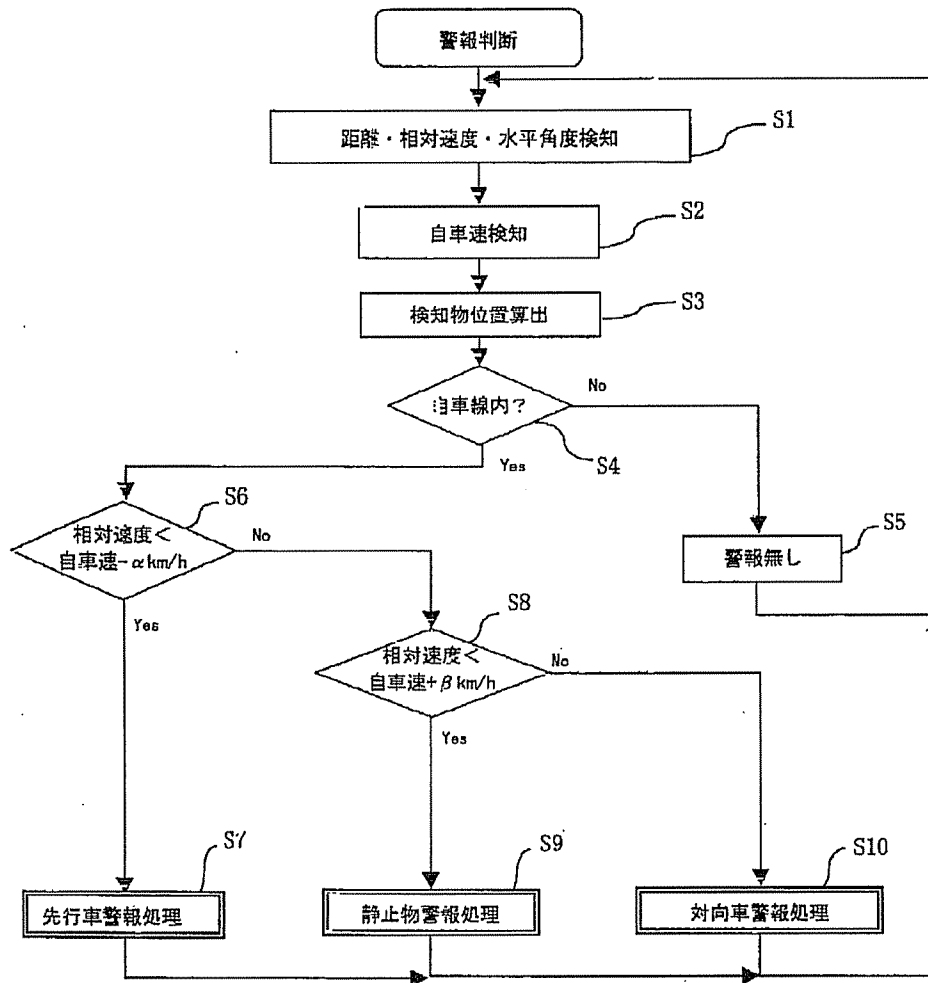 警報判断
距離・相対速度・水平角度検知
S1
自車速検知
S2
検知物位置算出
S3
自車線内?
No
S4
Yes
S6
相対速度<
自車速-αkm/h
No
S5
警報無し
Yes
S8
相対速度<
自車速+βkm/h
No
Yes
S7
先行車警報処理
S9
静止物警報処理
S10
対向車警報処理